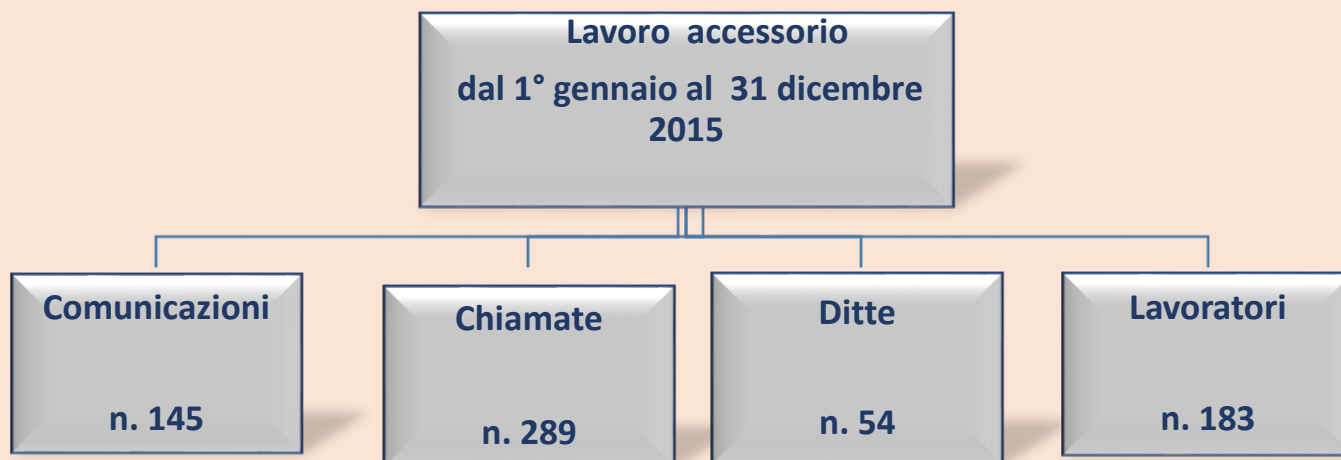 Lavoro accessorio
dal 1° gennaio al 31 dicembre
2015
Comunicazioni
n. 145
Chiamate
n. 289
Ditte
n. 54
Lavoratori
n. 183